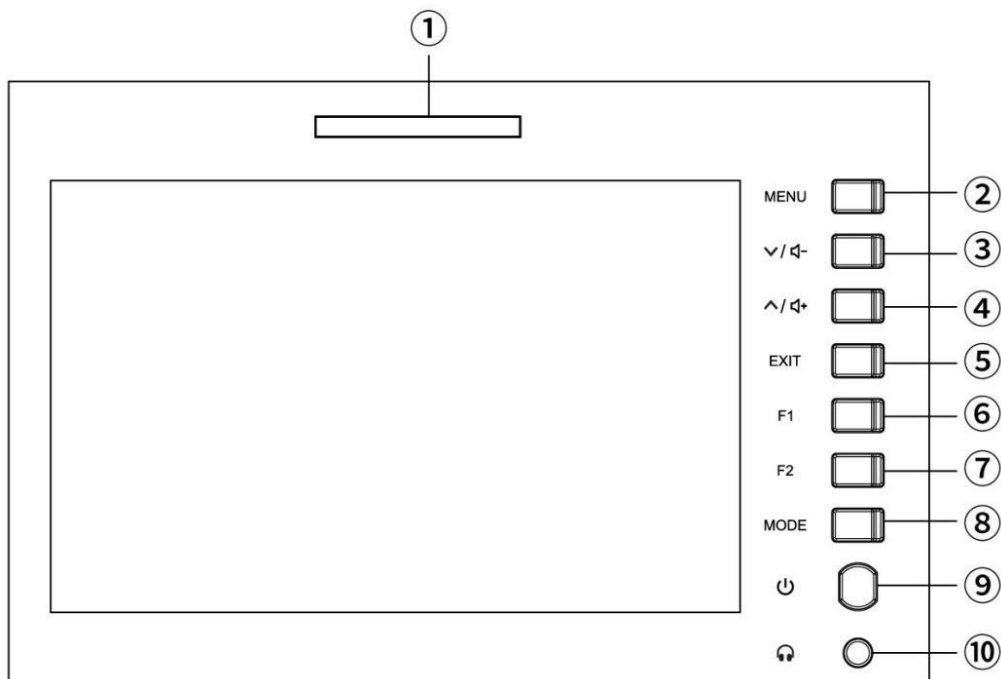 ①
MENU ②
∨/🔈− ③
∧/🔈+ ④
EXIT ⑤
F1 ⑥
F2 ⑦
MODE ⑧
⑨
⑩